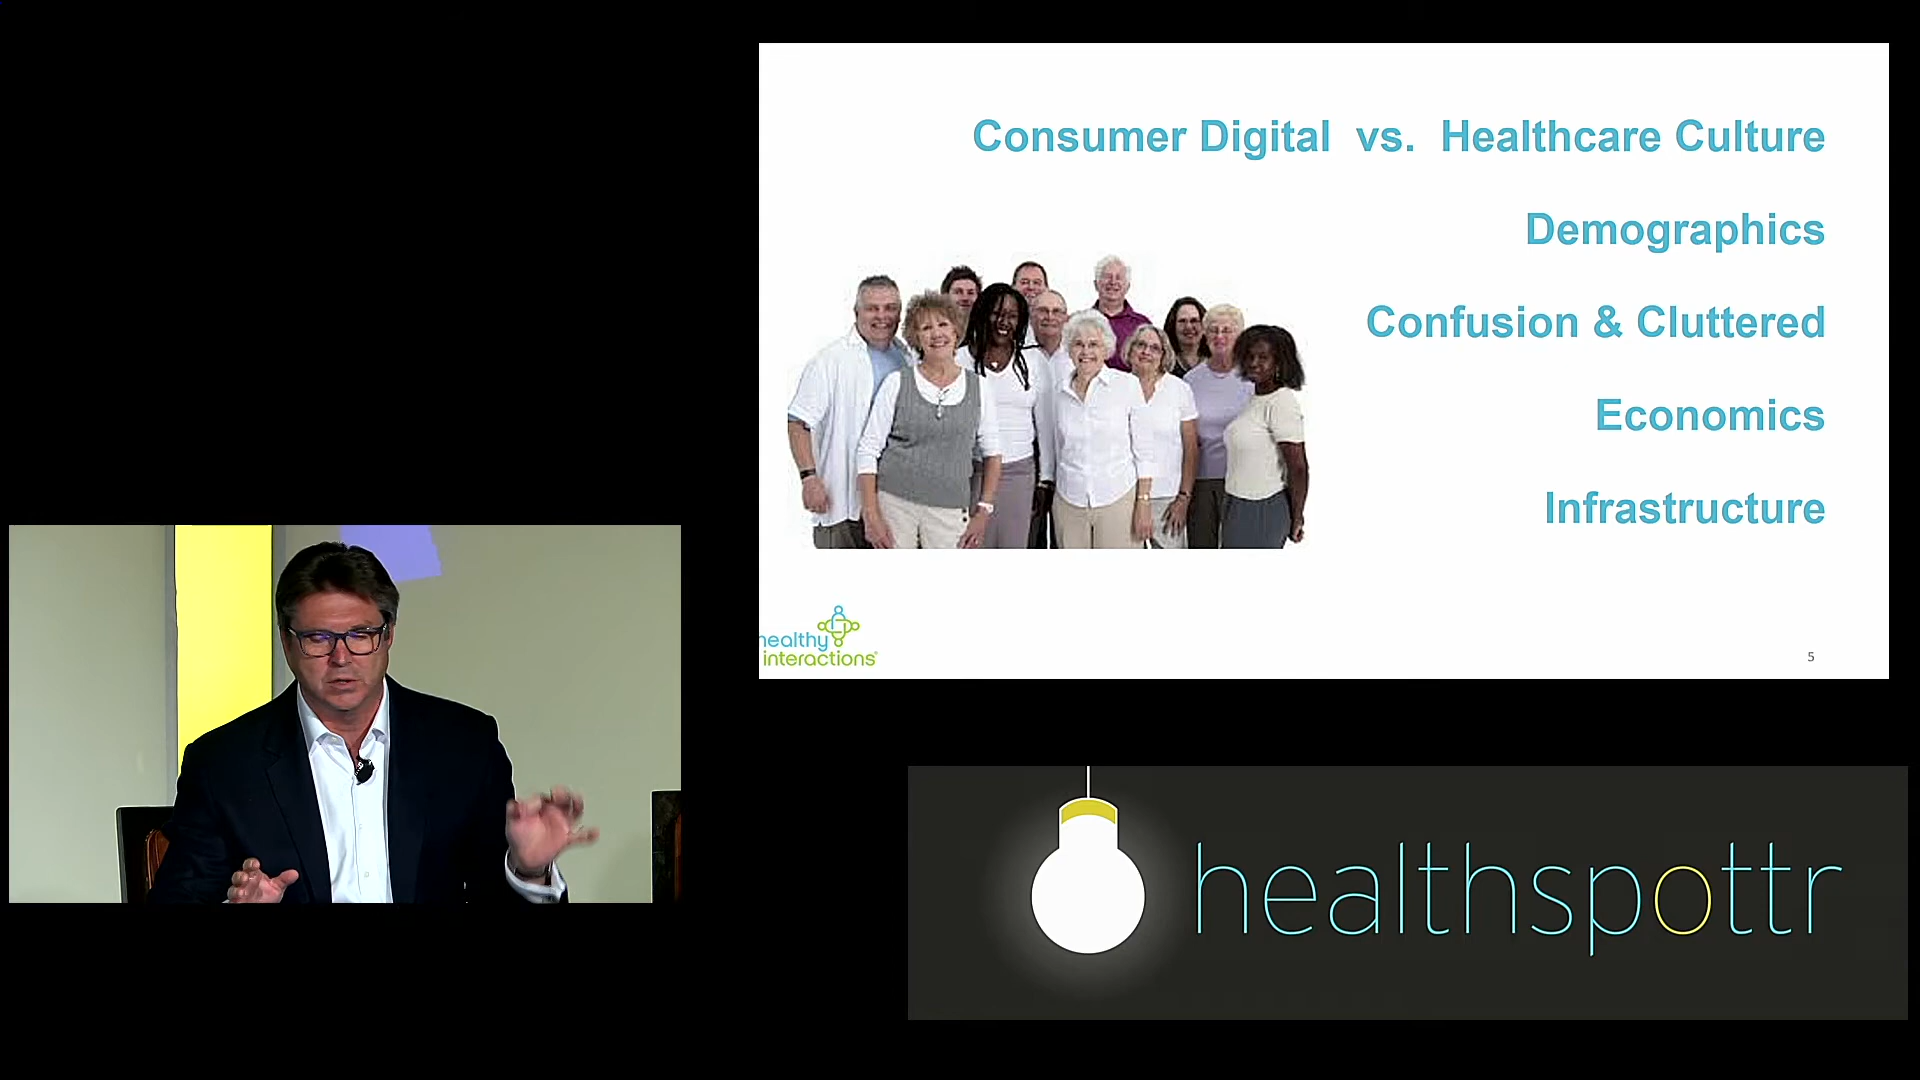 Consumer Digital vs. Healthcare Culture
Demographics
Confusion & Cluttered
Economics
Infrastructure
healthy
interactions
5
healthspottr